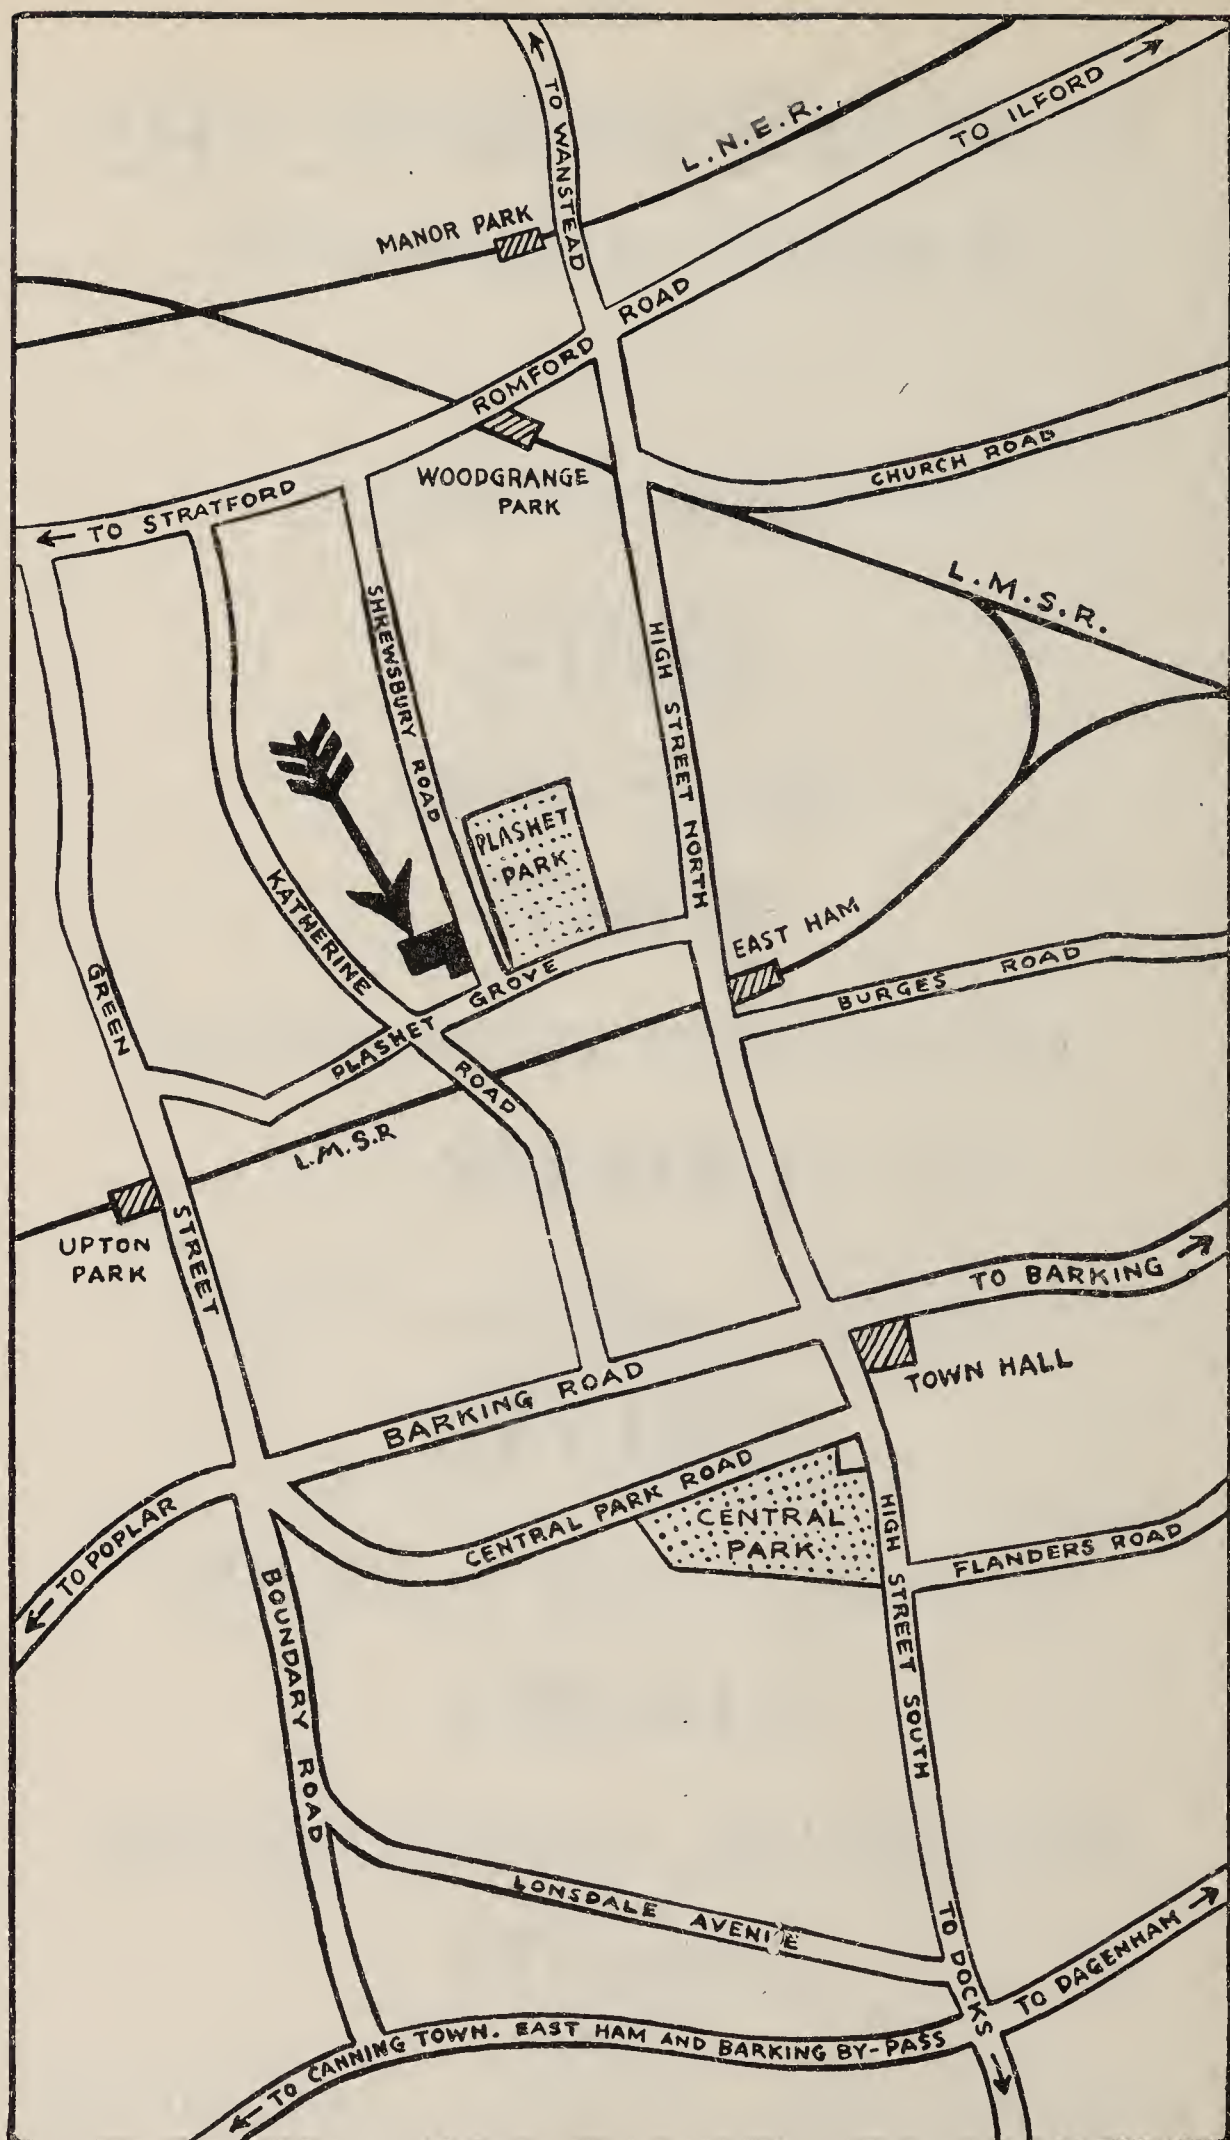 ← TO WANSTEAD
L.N.E.R.
TO ILFORD →
MANOR PARK
ROMFORD ROAD
WOODGRANGE
PARK
CHURCH ROAD
← TO STRATFORD
L.M.S.R.
SHREWSBURY ROAD
HIGH STREET NORTH
PLASHET
PARK
KATHERINE ROAD
EAST HAM
BURGES ROAD
PLASHET GROVE
GREEN STREET
L.M.S.R
UPTON
PARK
TO BARKING →
TOWN HALL
BARKING ROAD
CENTRAL PARK ROAD
CENTRAL
PARK
HIGH STREET SOUTH
FLANDERS ROAD
← TO POPLAR
BOUNDARY ROAD
LONSDALE AVENUE
TO DOCKS →
TO DAGENHAM →
← TO CANNING TOWN. EAST HAM AND BARKING BY-PASS